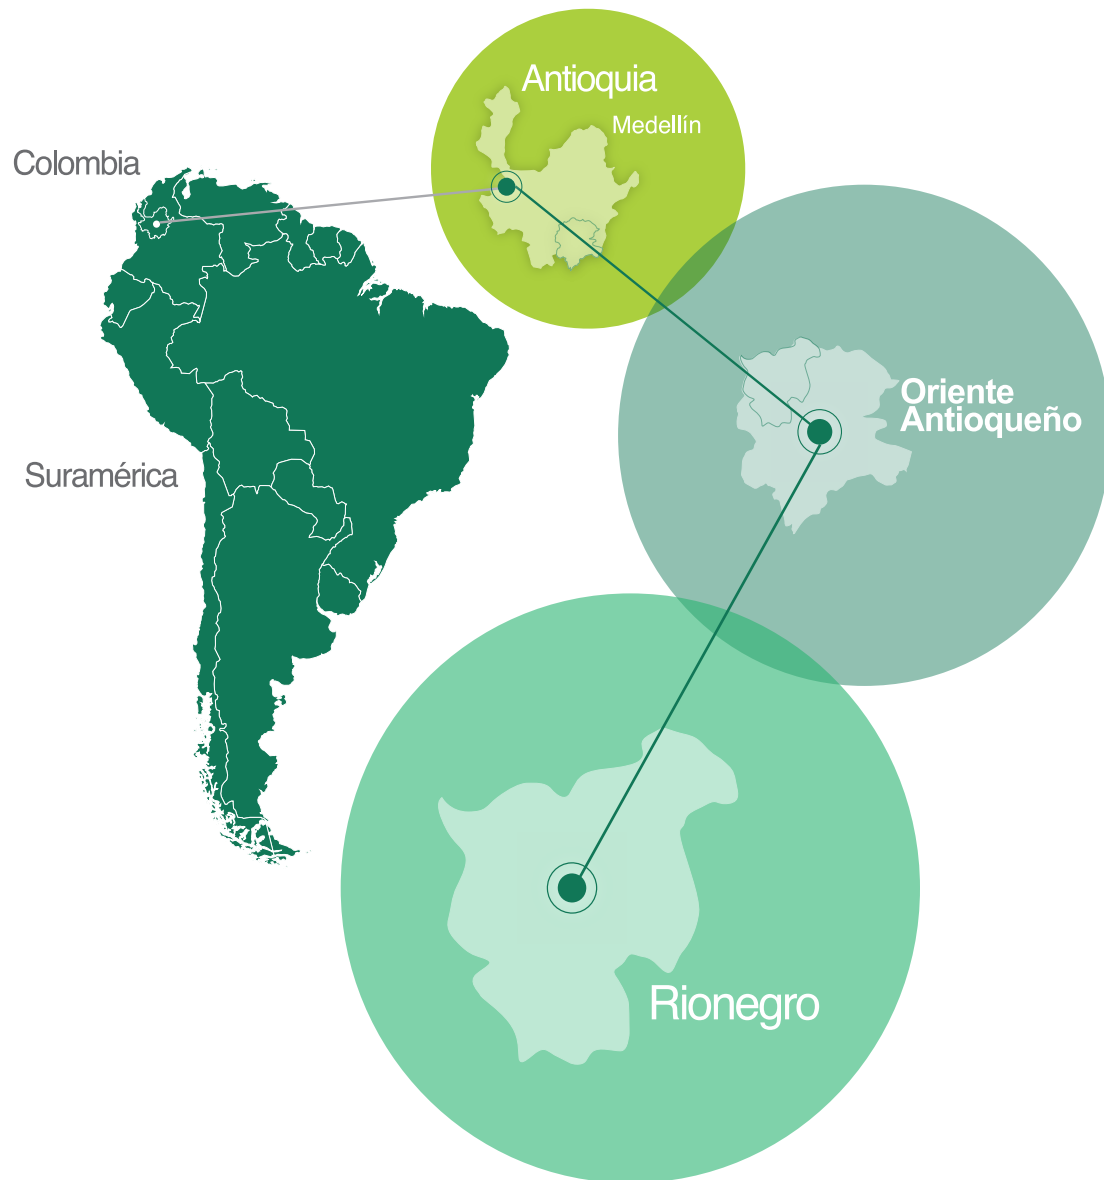 Antioquia
Medellín
Colombia
Oriente
Antioqueño
Suramérica
Rionegro